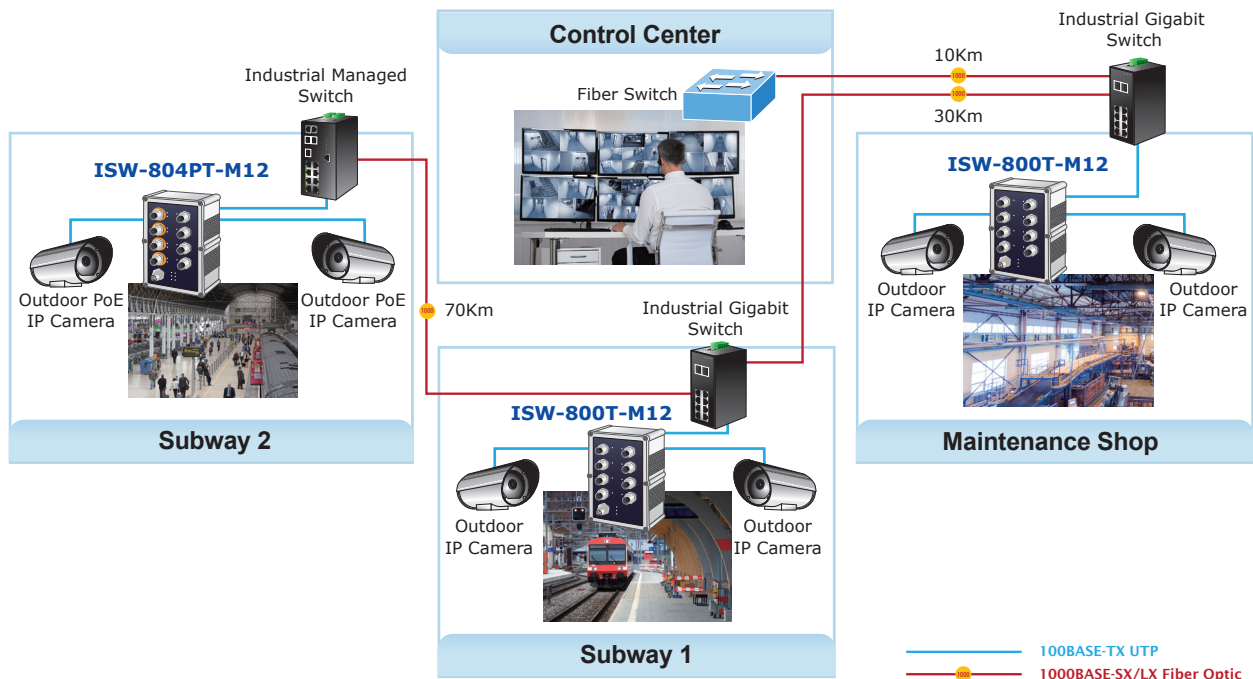 Control Center
Fiber Switch
10Km
30Km
Industrial Gigabit
Switch
Industrial Managed
Switch
ISW-804PT-M12
Outdoor PoE
IP Camera
Outdoor PoE
IP Camera
Subway 2
1000
1000
1000
70Km
ISW-800T-M12
Outdoor
IP Camera
Outdoor
IP Camera
Maintenance Shop
Industrial Gigabit
Switch
ISW-800T-M12
Outdoor
IP Camera
Outdoor
IP Camera
Subway 1
100BASE-TX UTP
1000
1000BASE-SX/LX Fiber Optic